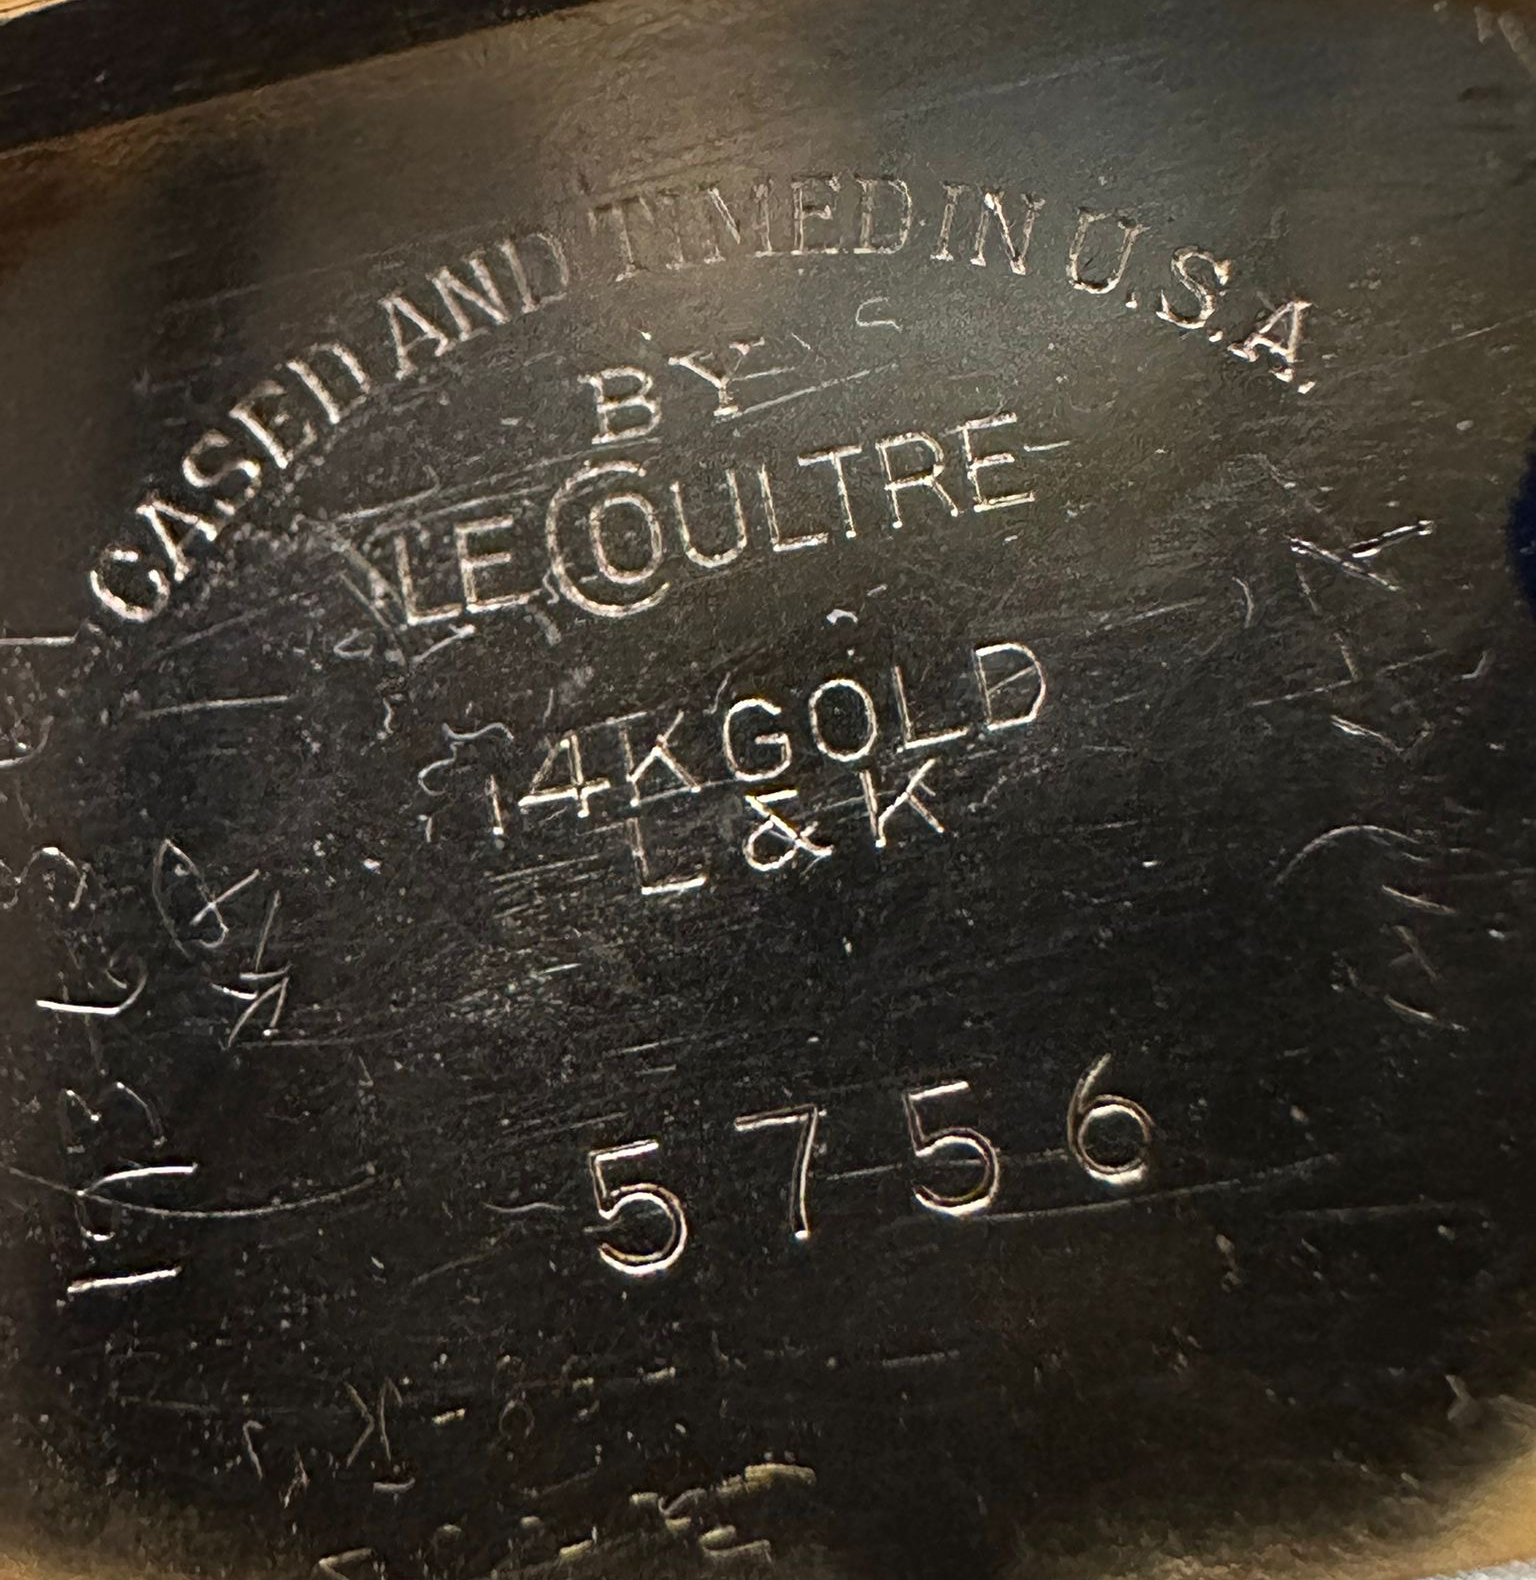 CASED AND TIMED IN U.S.A.
BY
LECOULTRE
14K GOLD
L & K
5756